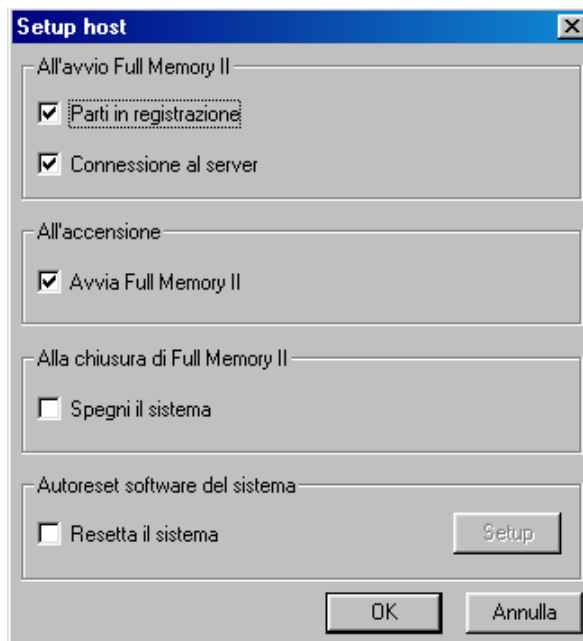 Setup host
All'avvio Full Memory II
Parti in registrazione
Connessione al server
All'accensione
Avvia Full Memory II
Alla chiusura di Full Memory II
Spegni il sistema
Autoreset software del sistema
Resetta il sistema
Setup
OK
Annulla